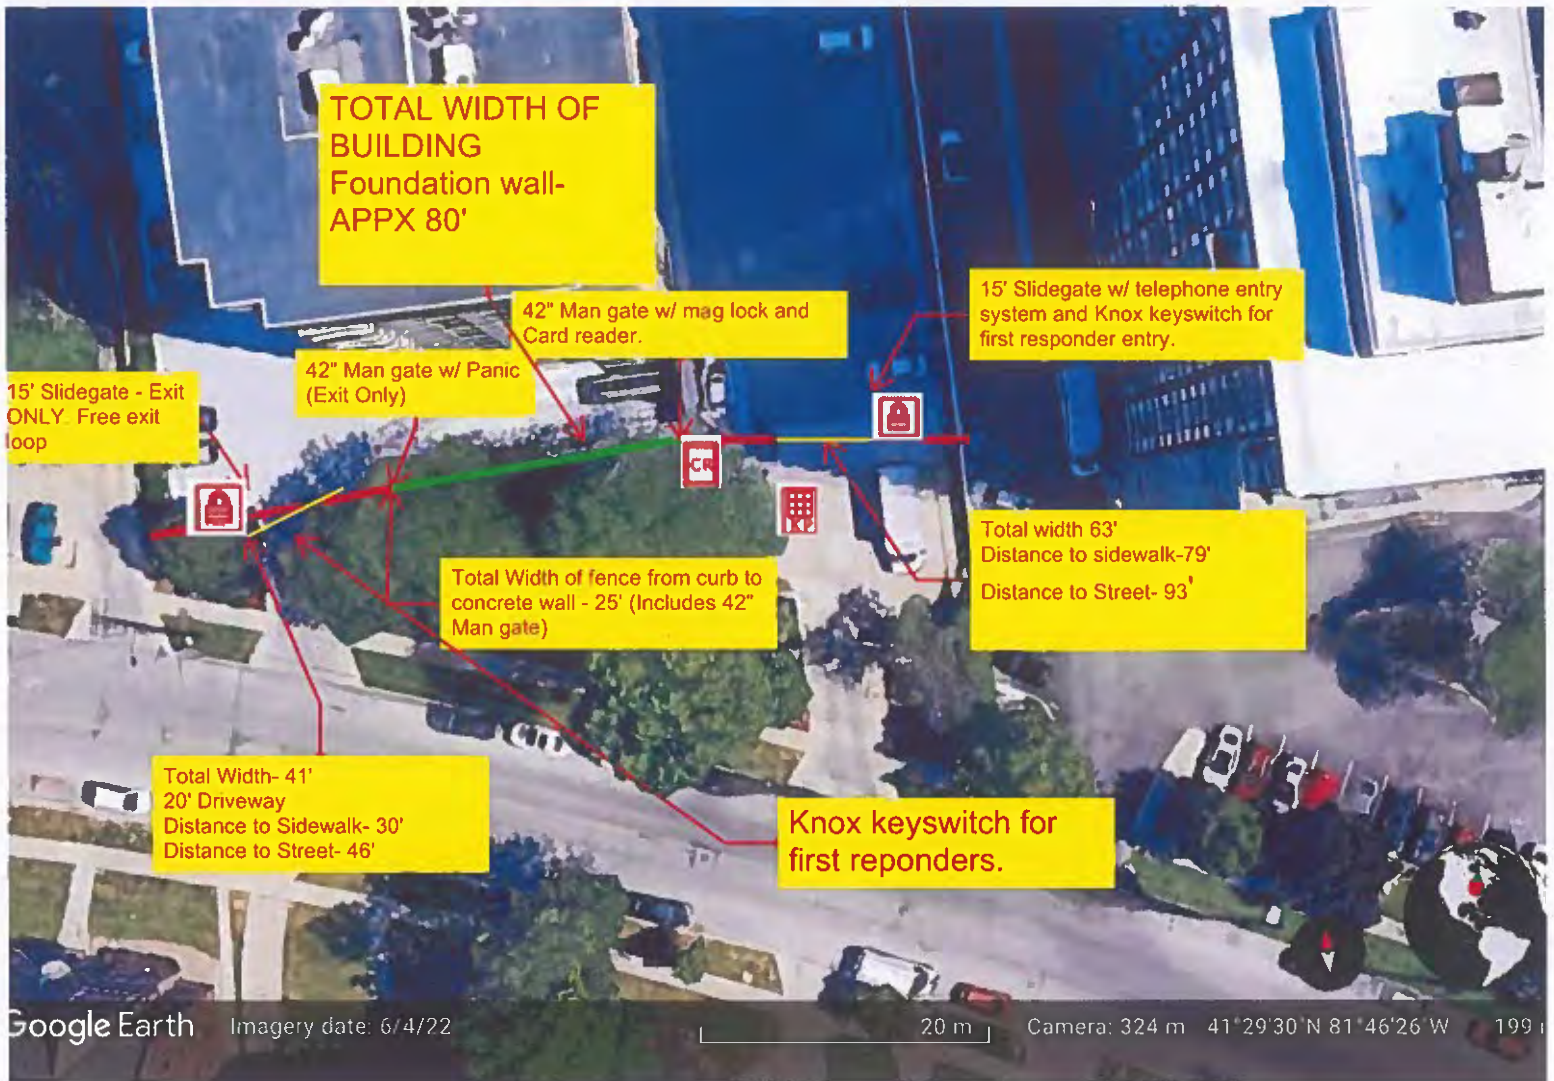 TOTAL WIDTH OF
BUILDING
Foundation wall-
APPX 80'
42" Man gate w/ mag lock and
Card reader.
15' Slidegate w/ telephone entry
system and Knox keyswitch for
first responder entry.
42" Man gate w/ Panic
(Exit Only)
15' Slidegate - Exit
ONLY. Free exit
loop
CR
Total width 63'
Distance to sidewalk-79'
Distance to Street- 93'
Total Width of fence from curb to
concrete wall - 25' (Includes 42"
Man gate)
Total Width- 41'
20' Driveway
Distance to Sidewalk- 30'
Distance to Street- 46'
Knox keyswitch for
first reponders.
Google Earth
Imagery date: 6/4/22
20 m
Camera: 324 m 41°29'30"N 81°46'26"W 199